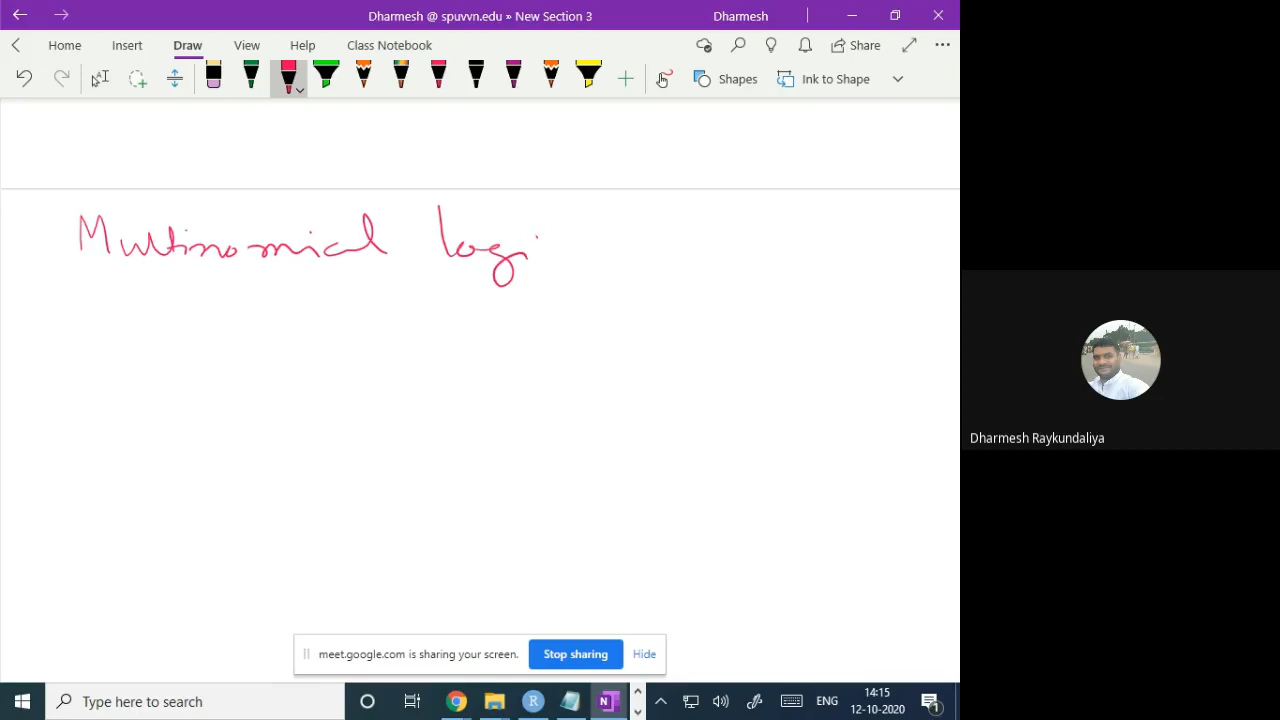 Dharmesh @ spuvvn.edu » New Section 3
Dharmesh
Home Insert Draw View Help Class Notebook
Share
Shapes
Ink to Shape
Multinomial logi
Dharmesh Raykundaliya
meet.google.com is sharing your screen.
Stop sharing
Hide
Type here to search
ENG
14:15
12-10-2020
1